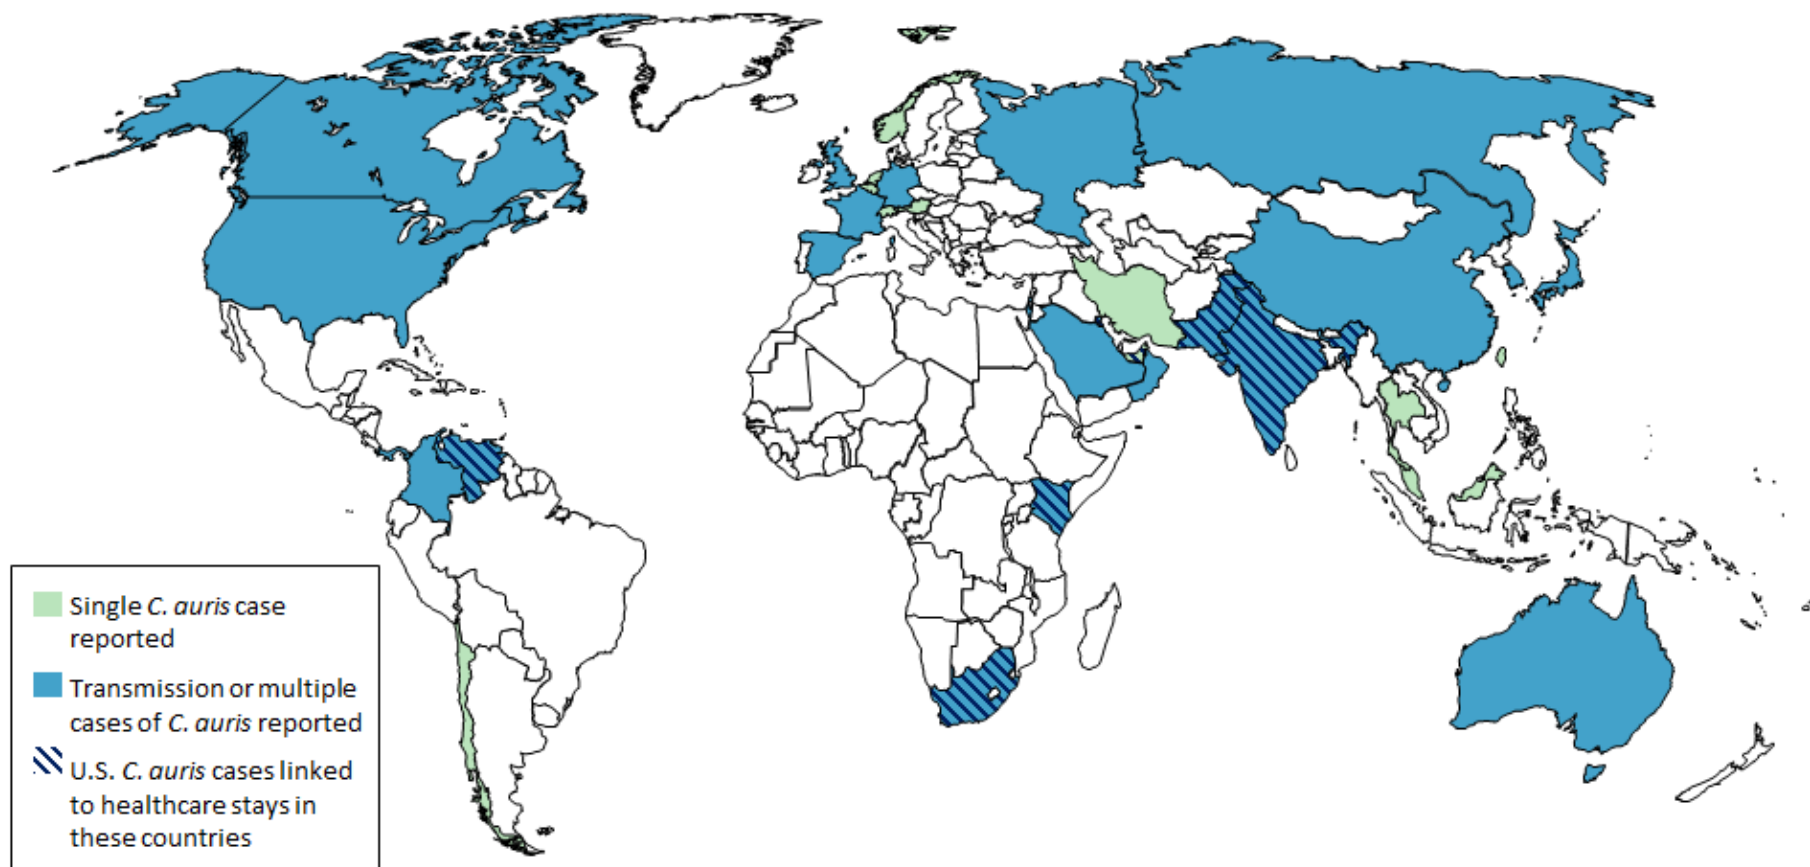 Single C. auris case
reported
Transmission or multiple
cases of C. auris reported
U.S. C. auris cases linked
to healthcare stays in
these countries